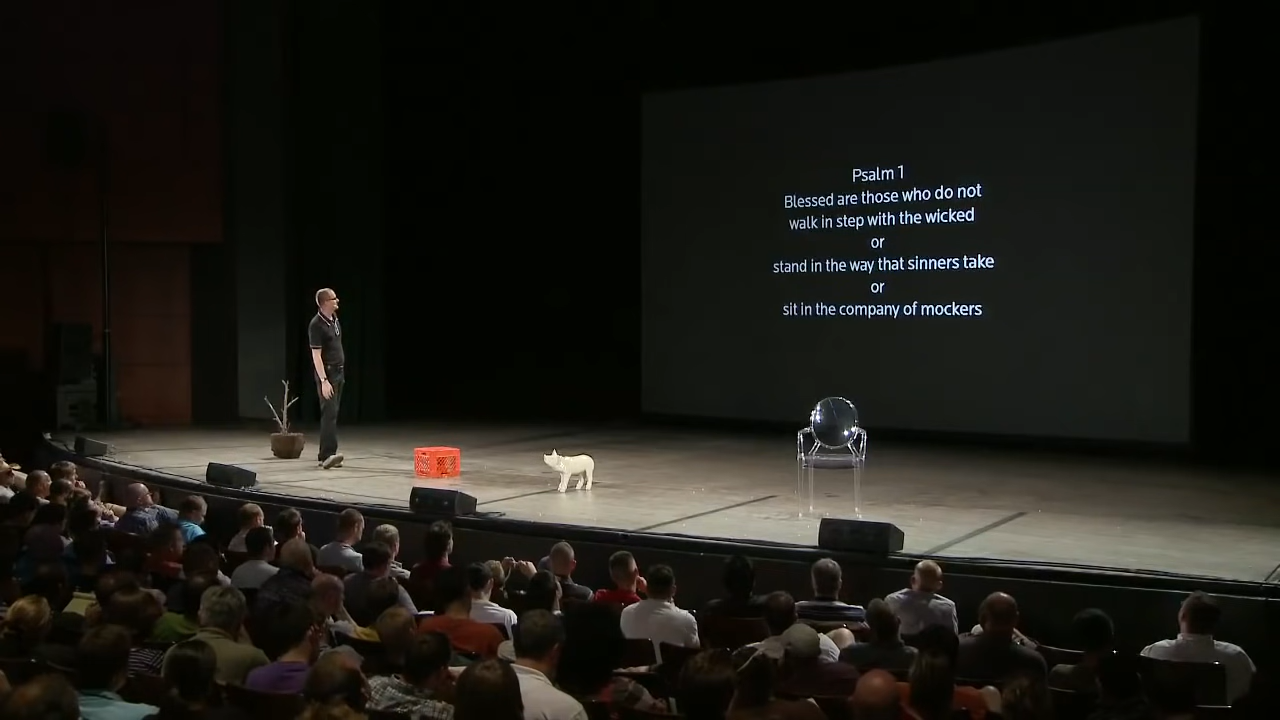 Psalm 1
Blessed are those who do not
walk in step with the wicked
or
stand in the way that sinners take
or
sit in the company of mockers